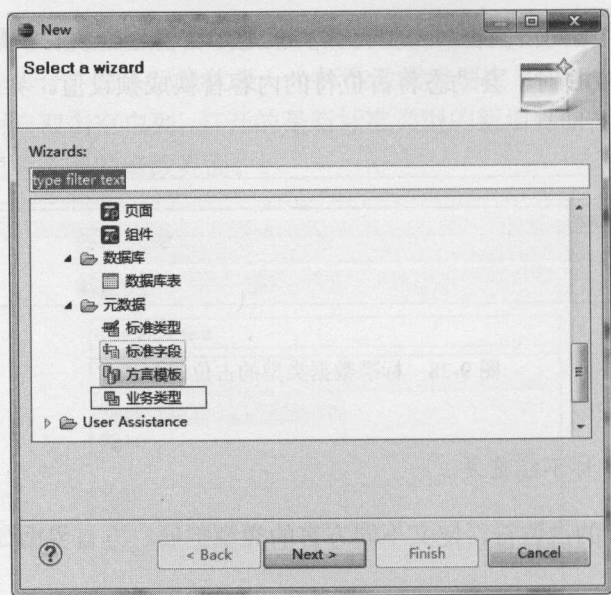 New
Select a wizard
Wizards:
type filter text
页面
组件
数据库
数据库表
元数据
标准类型
标准字段
方言模板
业务类型
User Assistance
< Back
Next >
Finish
Cancel